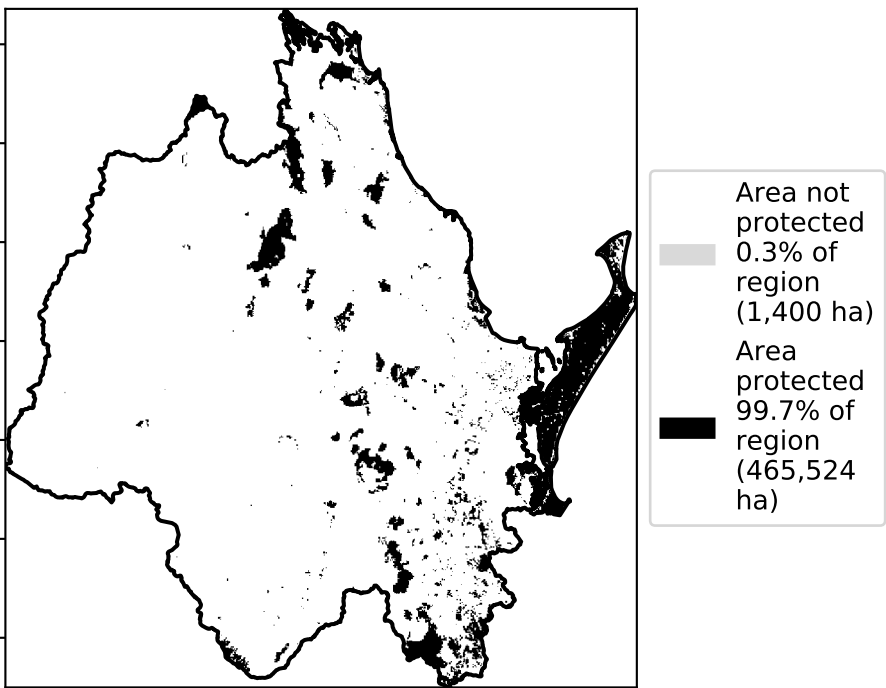 Area not
protected
0.3% of
region
(1,400 ha)
Area
protected
99.7% of
region
(465,524
ha)